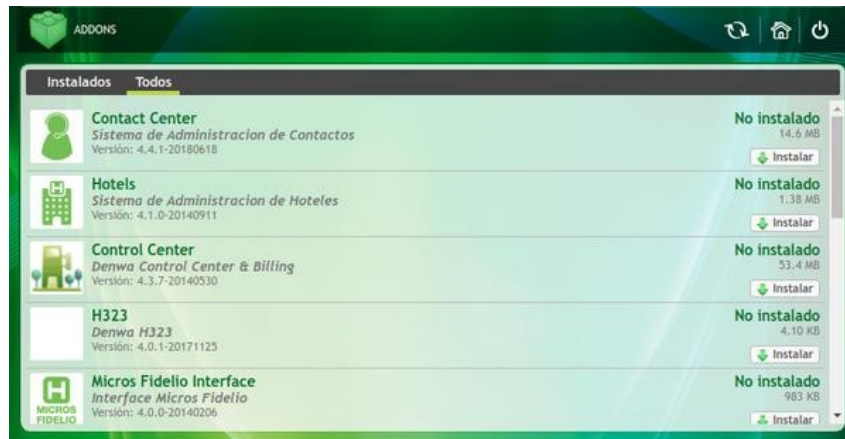 ADDONS
Instalados Todos
Contact Center
Sistema de Administracion de Contactos
Versión: 4.4.1-20180618
No instalado
14.6 MB
Instalar
H
Hotels
Sistema de Administracion de Hoteles
Versión: 4.1.0-20140911
No instalado
1.38 MB
Instalar
Control Center
Denwa Control Center & Billing
Versión: 4.3.7-20140530
No instalado
53.4 MB
Instalar
H323
Denwa H323
Versión: 4.0.1-20171125
No instalado
4.10 KB
Instalar
H
MICROS
FIDELIO
Micros Fidelio Interface
Interface Micros Fidelio
Versión: 4.0.0-20140206
No instalado
983 KB
Instalar